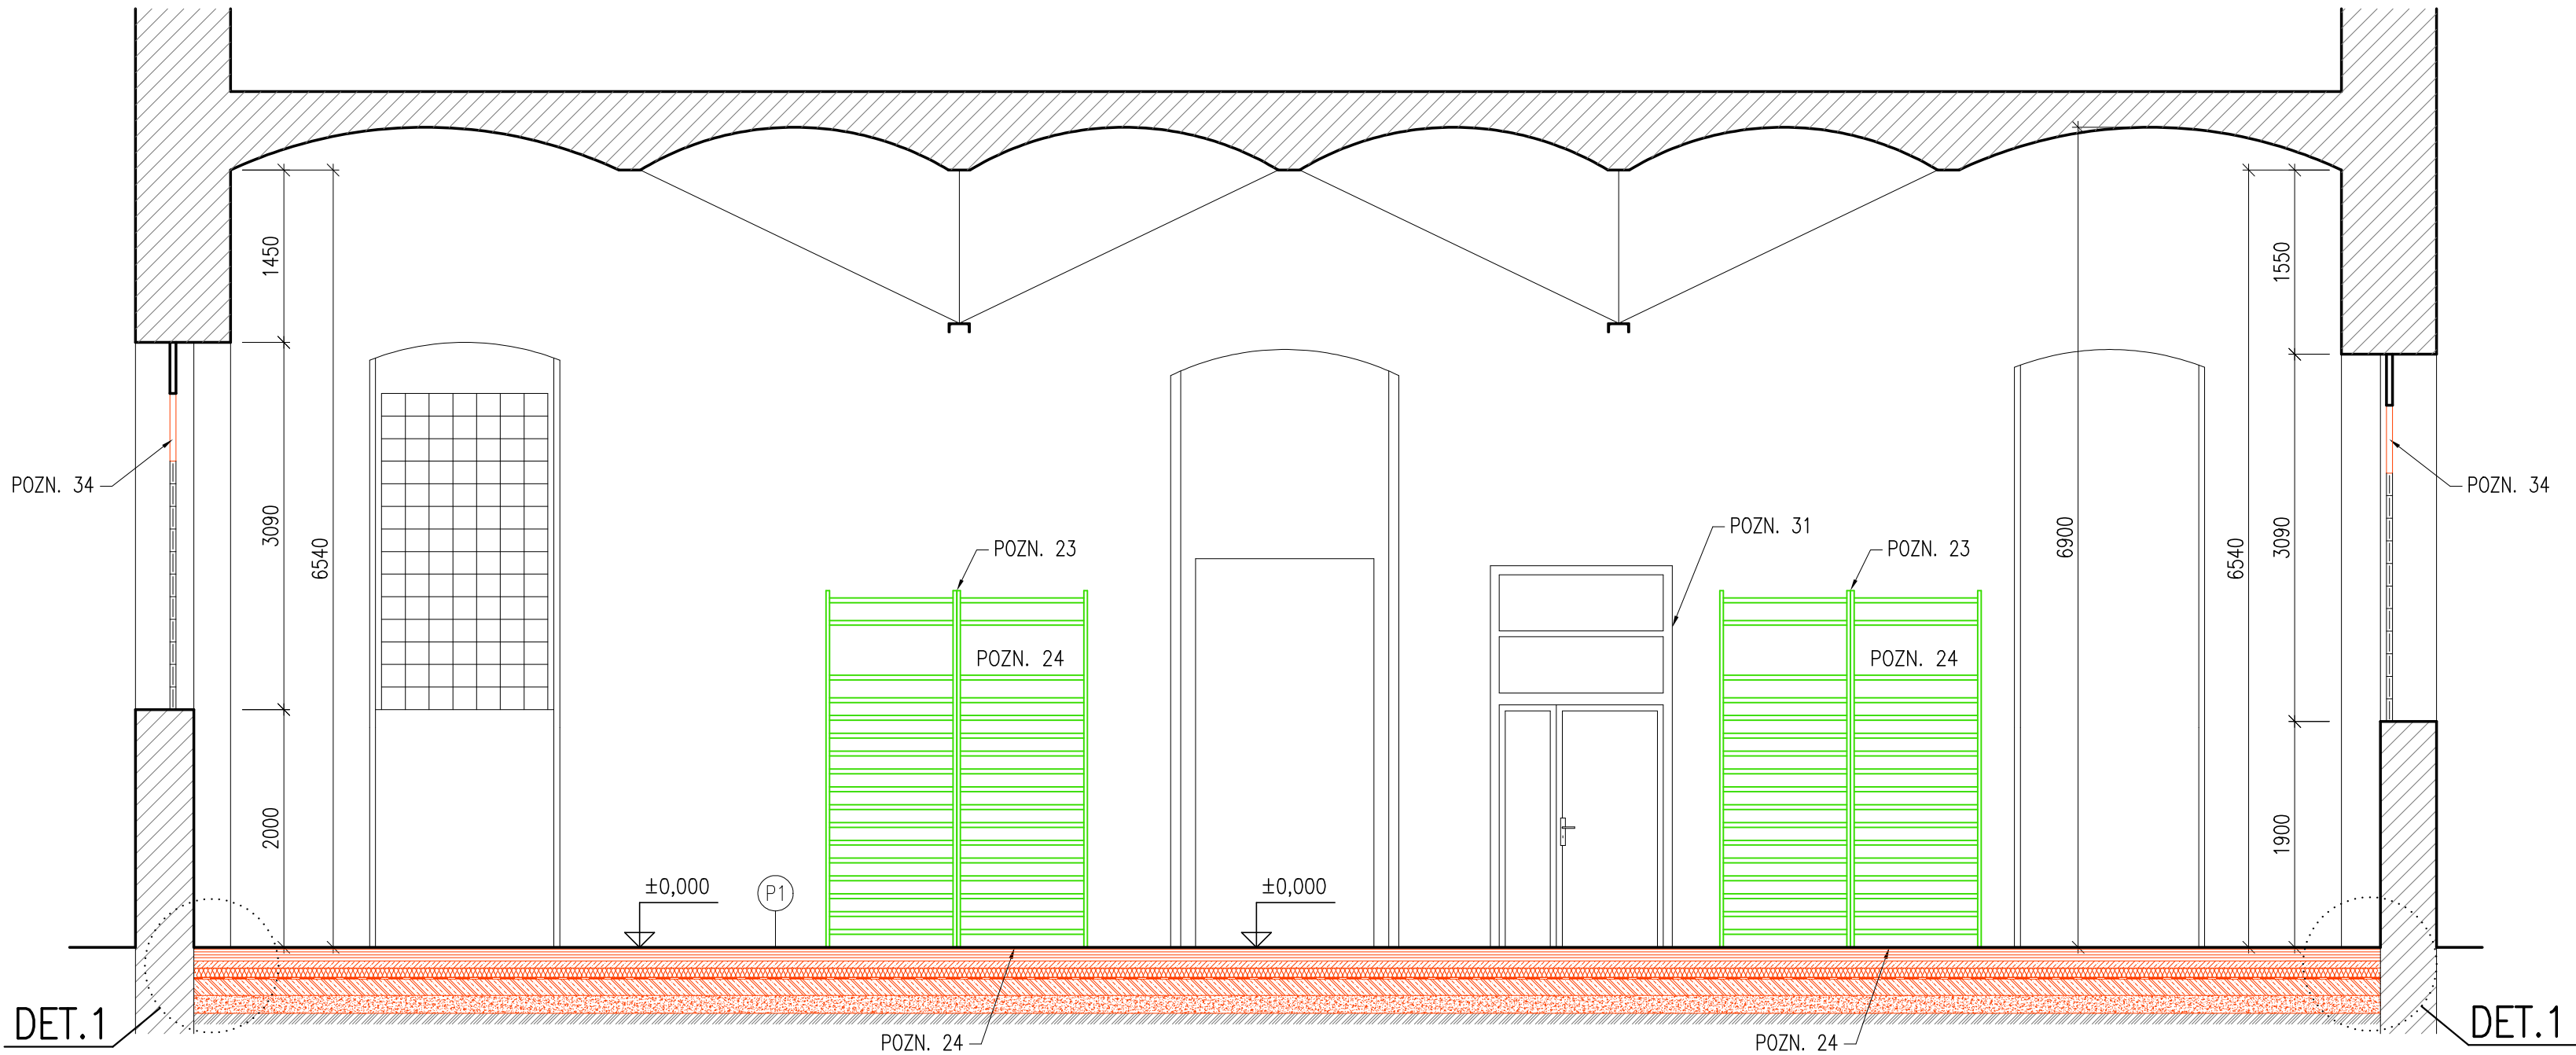 1450
1550
POZN. 34
POZN. 34
3090
6540
POZN. 23
POZN. 31
POZN. 23
6900
6540
3090
POZN. 24
POZN. 24
2000
1900
±0,000
P1
±0,000
DET.1
POZN. 24
POZN. 24
DET.1